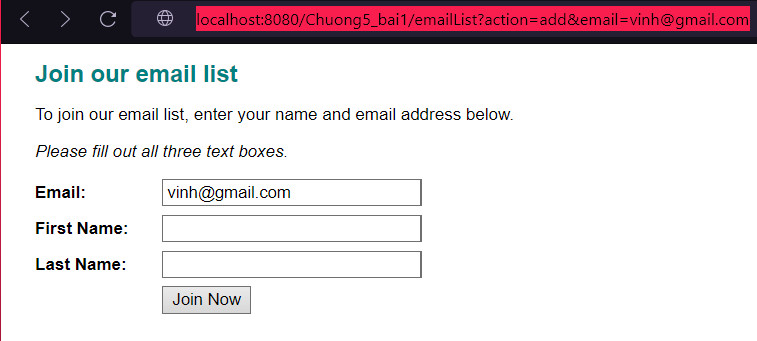 localhost:8080/Chuong5_bai1/emailList?action=add&email=vinh@gmail.com
Join our email list
To join our email list, enter your name and email address below.
Please fill out all three text boxes.
Email: vinh@gmail.com
First Name:
Last Name:
Join Now